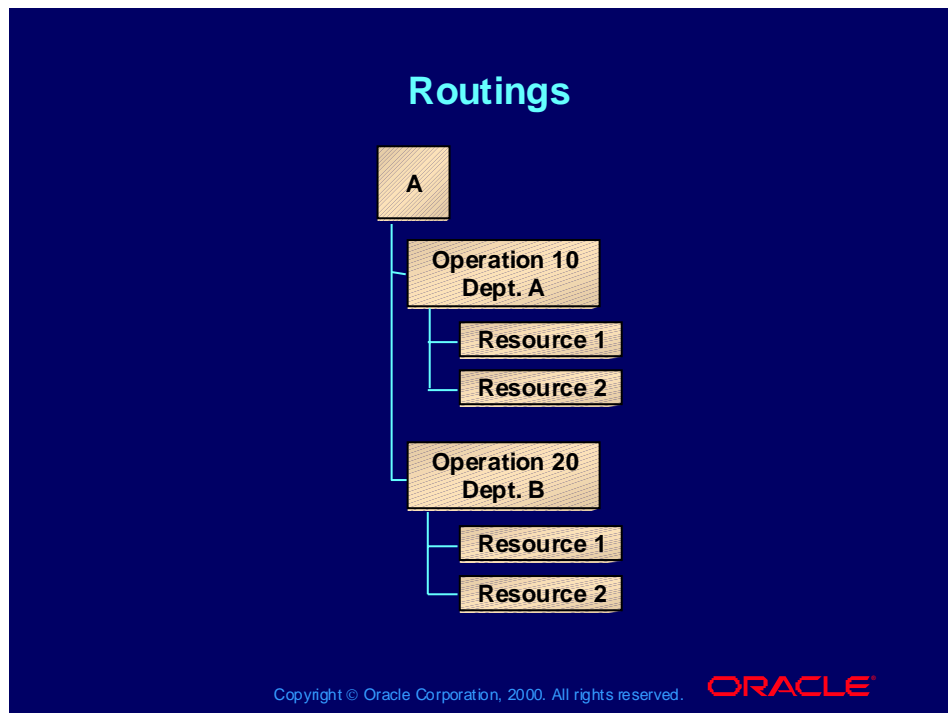 Routings
A
Operation 10
Dept. A
Resource 1
Resource 2
Operation 20
Dept. B
Resource 1
Resource 2
Copyright © Oracle Corporation, 2000. All rights reserved.
ORACLE®